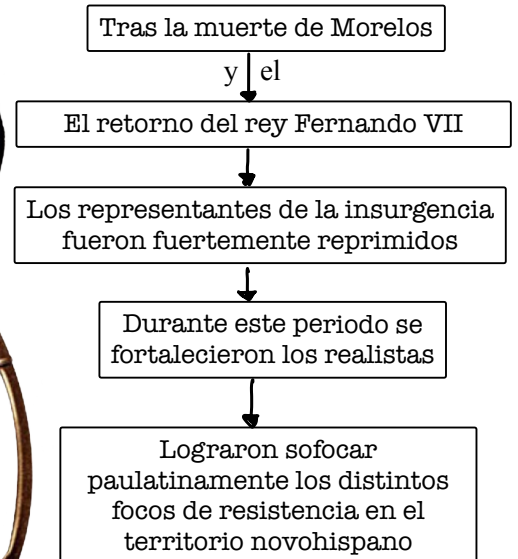 Tras la muerte de Morelos
y el
El retorno del rey Fernando VII
Los representantes de la insurgencia
fueron fuertemente reprimidos
Durante este periodo se
fortalecieron los realistas
Lograron sofocar
paulatinamente los distintos
focos de resistencia en el
territorio novohispano